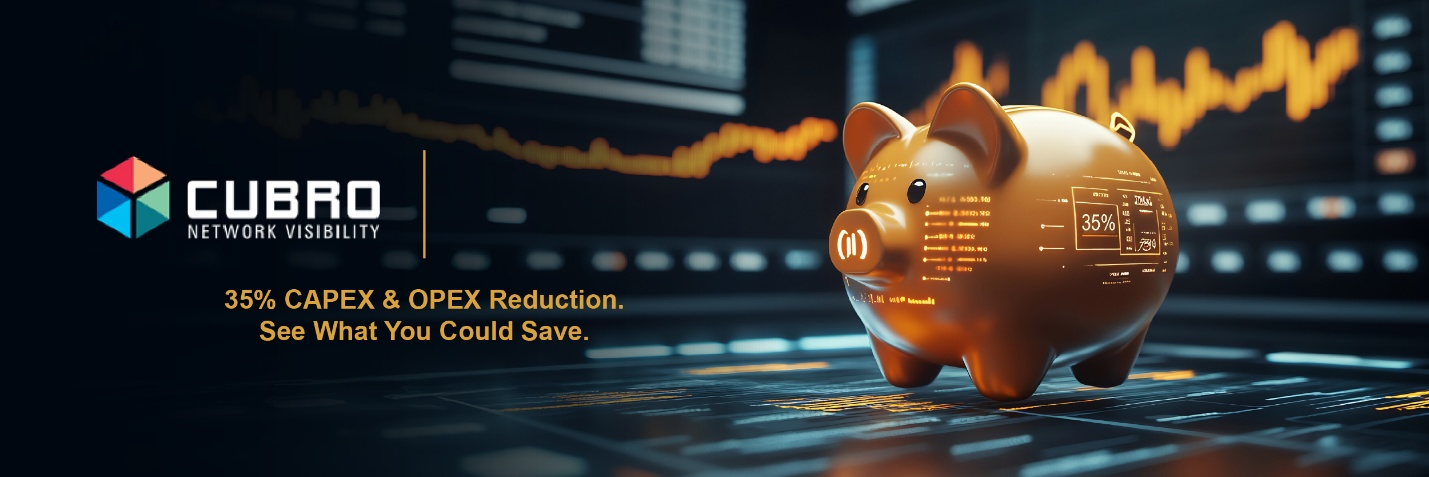 CUBRO
NETWORK VISIBILITY
35% CAPEX & OPEX Reduction.
See What You Could Save.
35%